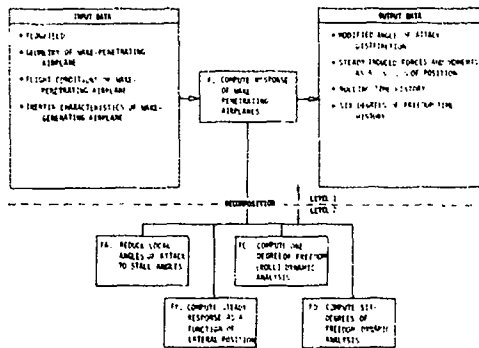 INPUT DATA
• FLOWFIELD
• GEOMETRY OF WAKE-PENETRATING
AIRPLANE
• FLIGHT CONDITIONS OF WAKE-
PENETRATING AIRPLANE
• INERTIA CHARACTERISTICS OF WAKE-
GENERATING AIRPLANE
F. COMPUTE RESPONSE
OF WAKE
PENETRATING
AIRPLANES
OUTPUT DATA
• MODIFIED ANGLE OF ATTACK
DISTRIBUTION
• STEADY INDUCED FORCES AND MOMENTS
AS A OF POSITION
• ROLLING TIME HISTORY
• SIX DEGREES OF FREEDOM TIME
HISTORY
DECOMPOSITION
LEVEL 1
LEVEL 2
FA. REDUCE LOCAL
ANGLES OF ATTACK
TO STALL ANGLES
FC. COMPUTE ONE
DEGREE OF FREEDOM
(ROLL) DYNAMIC
ANALYSIS
COMPUTE STEADY
RESPONSE AS A
FUNCTION OF
LATERAL POSITION
FD. COMPUTE SIX-
DEGREES OF
FREEDOM DYNAMIC
ANALYSIS